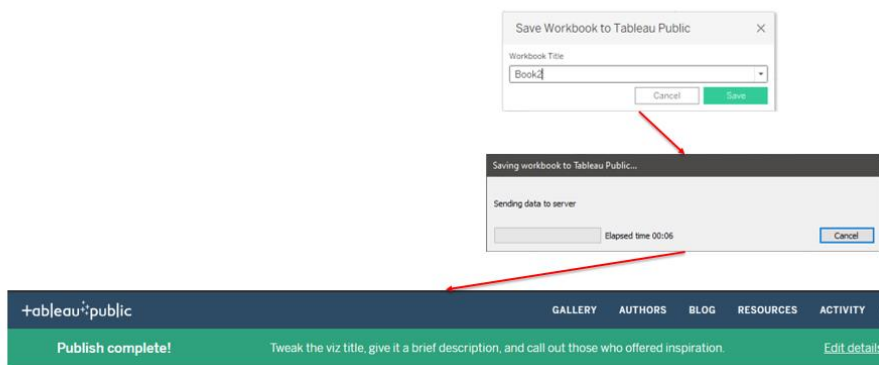 Save Workbook to Tableau Public
Workbook Title
Book2
Cancel Save
Saving workbook to Tableau Public...
Sending data to server
Elapsed time 00:06
Cancel
+ableau public GALLERY AUTHORS BLOG RESOURCES ACTIVITY
Publish complete! Tweak the viz title, give it a brief description, and call out those who offered inspiration. Edit details